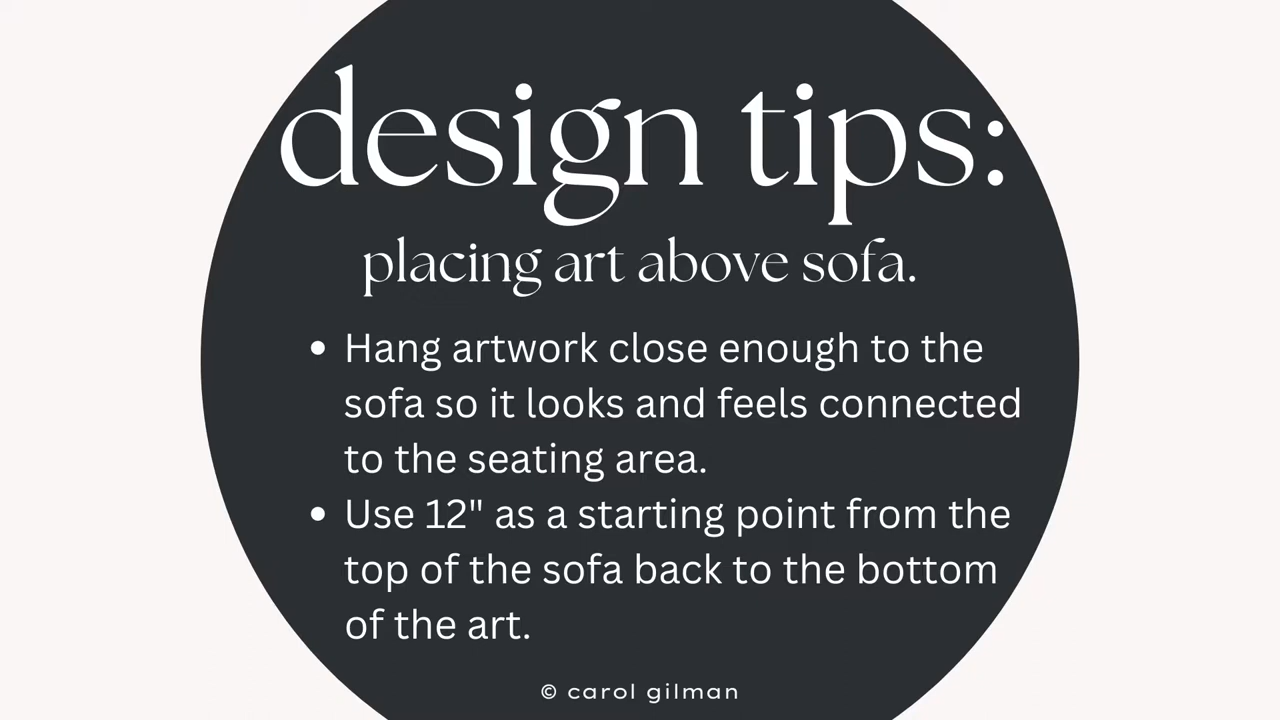 design tips:
placing art above sofa.
• Hang artwork close enough to the
sofa so it looks and feels connected
to the seating area.
• Use 12" as a starting point from the
top of the sofa back to the bottom
of the art.
© carol gilman